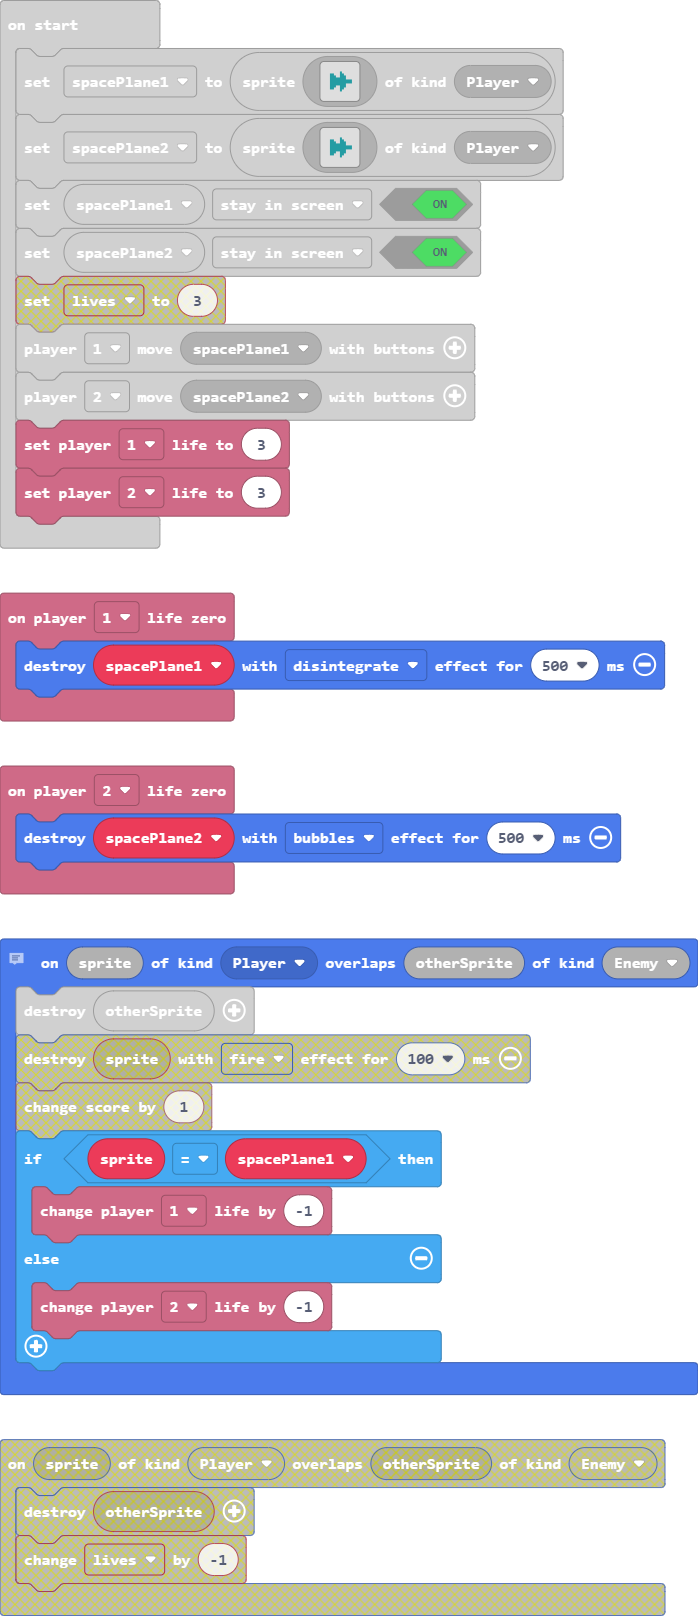 on start
set spacePlane1 to sprite of kind Player
set spacePlane2 to sprite of kind Player
set spacePlane1 stay in screen ON
set spacePlane2 stay in screen ON
set lives to 3
player 1 move spacePlane1 with buttons
player 2 move spacePlane2 with buttons
set player 1 life to 3
set player 2 life to 3
on player 1 life zero
destroy spacePlane1 with disintegrate effect for 500 ms
on player 2 life zero
destroy spacePlane2 with bubbles effect for 500 ms
on sprite of kind Player overlaps otherSprite of kind Enemy
destroy otherSprite
destroy sprite with fire effect for 100 ms
change score by 1
if sprite = spacePlane1 then
change player 1 life by -1
else
change player 2 life by -1
on sprite of kind Player overlaps otherSprite of kind Enemy
destroy otherSprite
change lives by -1